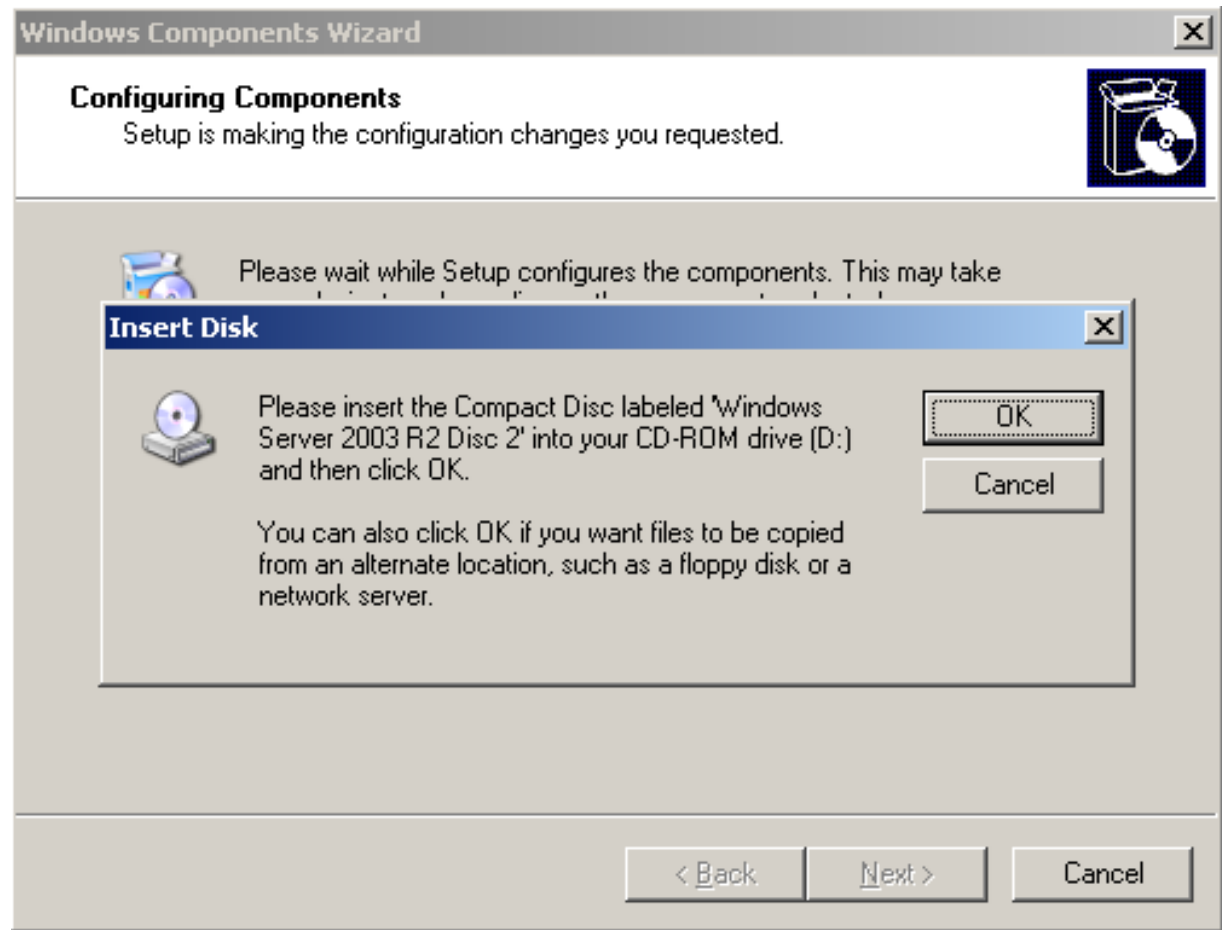 Windows Components Wizard
Configuring Components
Setup is making the configuration changes you requested.
Please wait while Setup configures the components. This may take
Insert Disk
Please insert the Compact Disc labeled 'Windows
Server 2003 R2 Disc 2' into your CD-ROM drive (D:)
and then click OK.
You can also click OK if you want files to be copied
from an alternate location, such as a floppy disk or a
network server.
OK
Cancel
< Back
Next >
Cancel